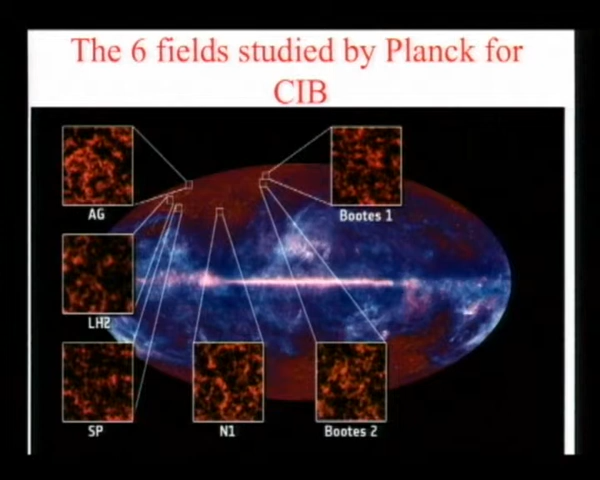 The 6 fields studied by Planck for
CIB
AG
Bootes 1
LH2
SP
N1
Bootes 2